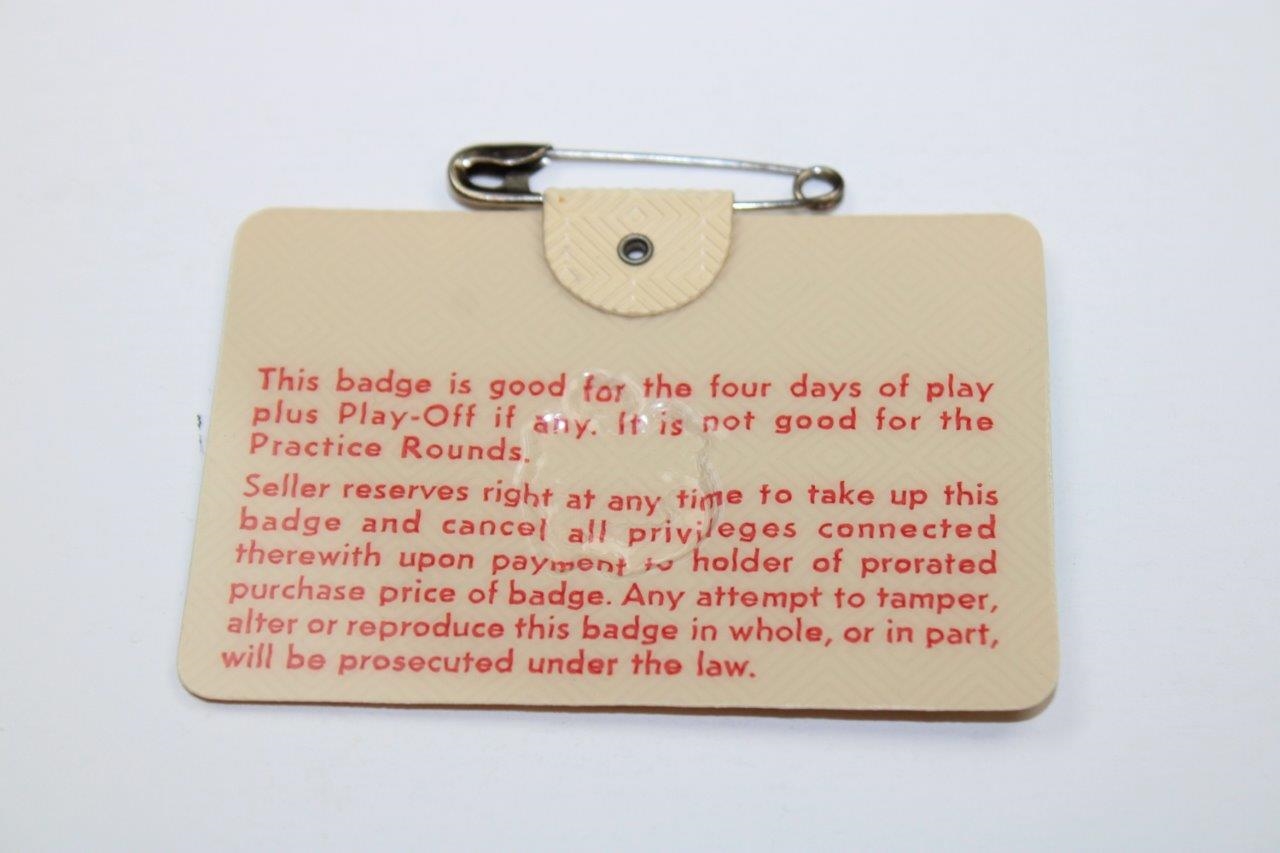 This badge is good for the four days of play
plus Play-Off if any. It is not good for the
Practice Rounds.
Seller reserves right at any time to take up this
badge and cancel all privileges connected
therewith upon payment to holder of prorated
purchase price of badge. Any attempt to tamper,
alter or reproduce this badge in whole, or in part,
will be prosecuted under the law.